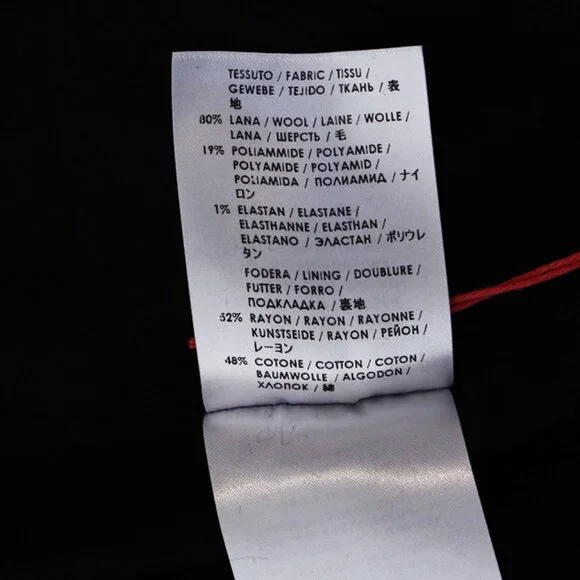 TESSUTO / FABRIC / TISSU /
GEWEBE / TEJIDO / ТКАНЬ / 表
地
80% LANA / WOOL / LAINE / WOLLE /
LANA / ШЕРСТЬ / 毛
19% POLIAMMIDE / POLYAMIDE /
POLYAMIDE / POLYAMID /
POLIAMIDA / ПОЛИАМИД / ナイ
ロン
1% ELASTAN / ELASTANE /
ELASTHANNE / ELASTHAN /
ELASTANO / ЭЛАСТАН / ポリウレ
タン
FODERA / LINING / DOUBLURE /
FUTTER / FORRO /
ПОДКЛАДКА / 裏地
52% RAYON / RAYON / RAYONNE /
KUNSTSEIDE / RAYON / РЕЙОН /
レーヨン
48% COTONE / COTTON / COTON /
BAUMWOLLE / ALGODON /
ХЛОПОК / 綿